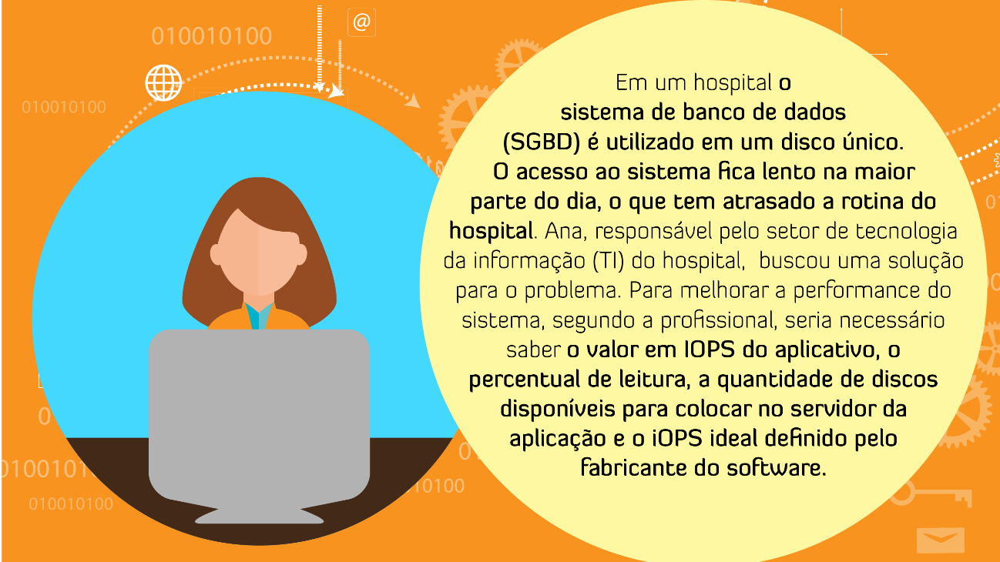 010010100
@
010010100
Em um hospital o
sistema de banco de dados
(SGBD) é utilizado em um disco único.
O acesso ao sistema fica lento na maior
parte do dia, o que tem atrasado a rotina do
hospital. Ana, responsável pelo setor de tecnologia
da informação (TI) do hospital,  buscou uma solução
para o problema. Para melhorar a performance do
sistema, segundo a profissional, seria necessário
saber o valor em IOPS do aplicativo, o
percentual de leitura, a quantidade de discos
disponíveis para colocar no servidor da
aplicação e o iOPS ideal definido pelo
fabricante do software.
010010100